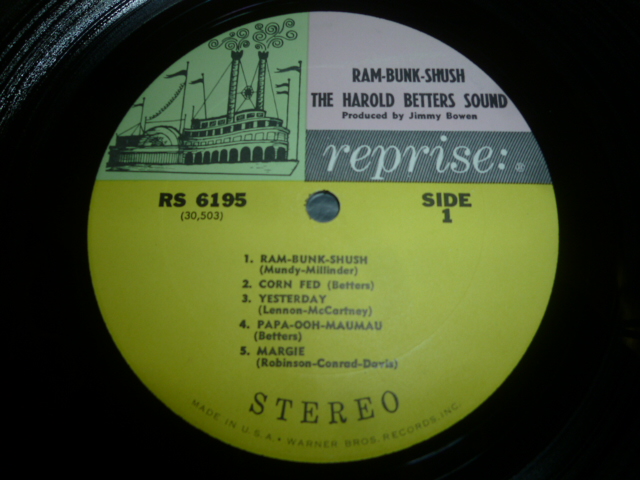 RAM-BUNK-SHUSH
THE HAROLD BETTERS SOUND
Produced by Jimmy Bowen
reprise: ®
RS 6195
(30,503)
SIDE
1
1. RAM-BUNK-SHUSH
(Mundy-Millinder)
2. CORN FED (Betters)
3. YESTERDAY
(Lennon-McCartney)
4. PAPA-OOH-MAUMAU
(Betters)
5. MARGIE
(Robinson-Conrad-Davis)
STEREO
MADE IN U.S.A. • WARNER BROS. RECORDS, INC.